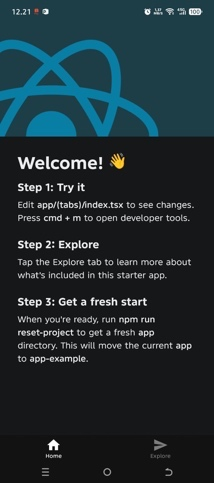 12.21
100
Welcome! 👋
Step 1: Try it
Edit app/(tabs)/index.tsx to see changes.
Press cmd + m to open developer tools.
Step 2: Explore
Tap the Explore tab to learn more about
what's included in this starter app.
Step 3: Get a fresh start
When you're ready, run npm run
reset-project to get a fresh app
directory. This will move the current app
to app-example.
Home
Explore